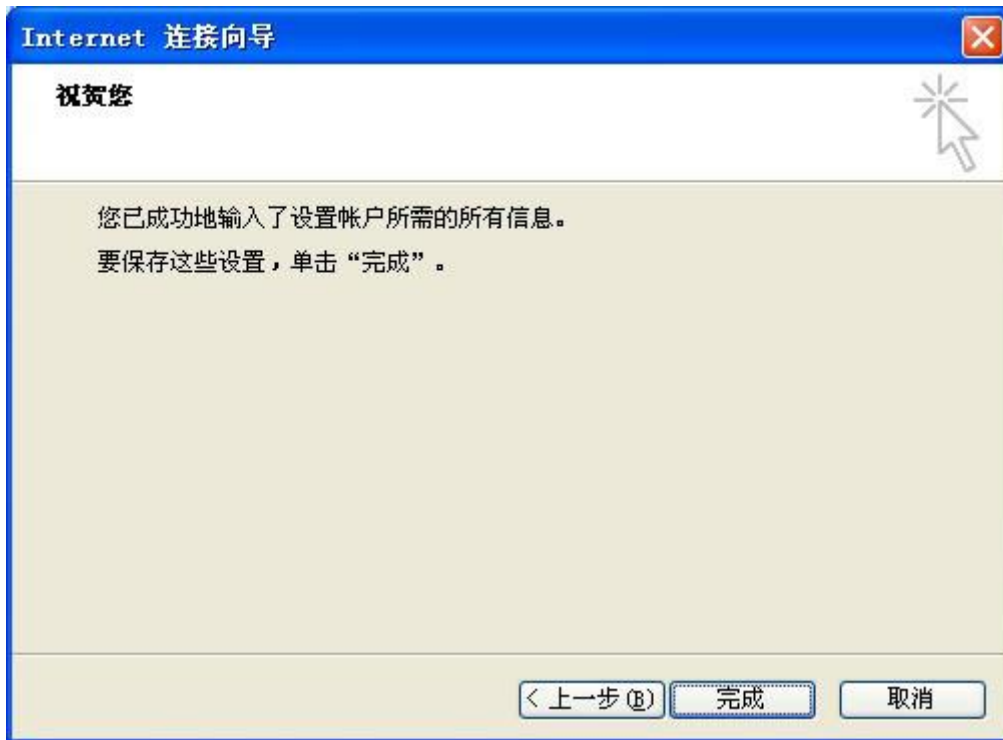 Internet 连接向导
祝贺您
您已成功地输入了设置帐户所需的所有信息。
要保存这些设置，单击“完成”。
< 上一步(B) 完成 取消